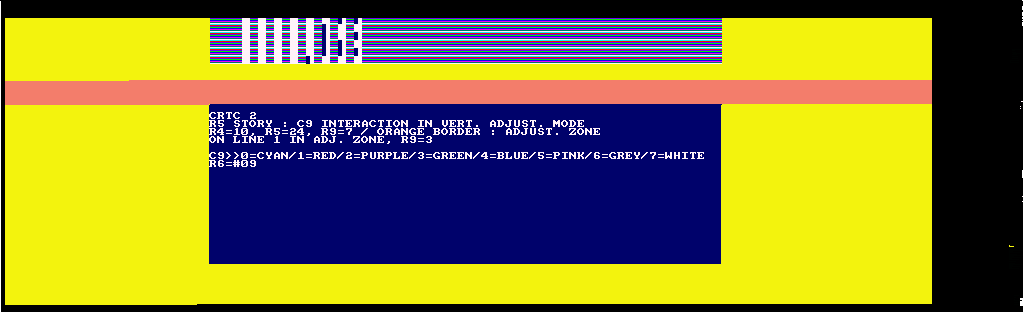 CRTC 2
R5 STORY : C9 INTERACTION IN VERT. ADJUST. MODE
R4=10, R5=24, R9=7 / ORANGE BORDER : ADJUST. ZONE
ON LINE 1 IN ADJ. ZONE, R9=3
C9>>0=CYAN/1=RED/2=PURPLE/3=GREEN/4=BLUE/5=PINK/6=GREY/7=WHITE
R6=#09